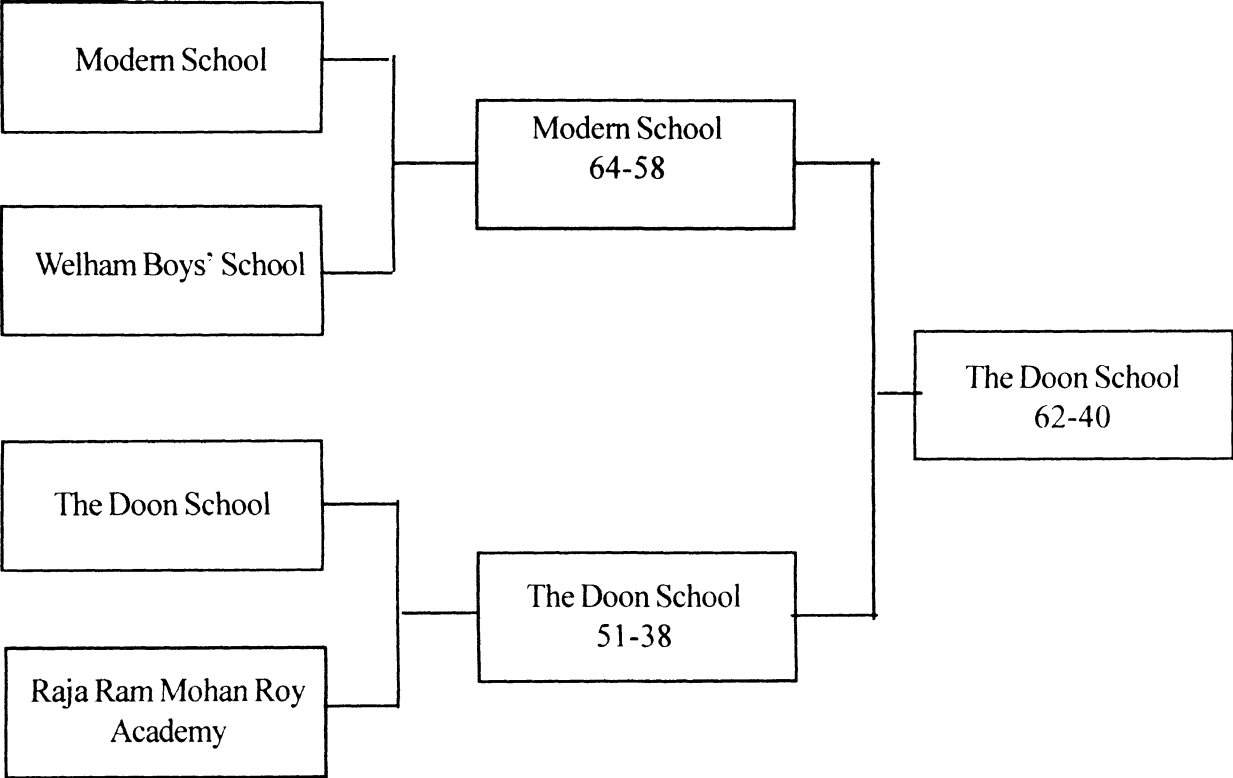 Modern School
Modern School
64-58
Welham Boys' School
The Doon School
62-40
The Doon School
The Doon School
51-38
Raja Ram Mohan Roy
Academy